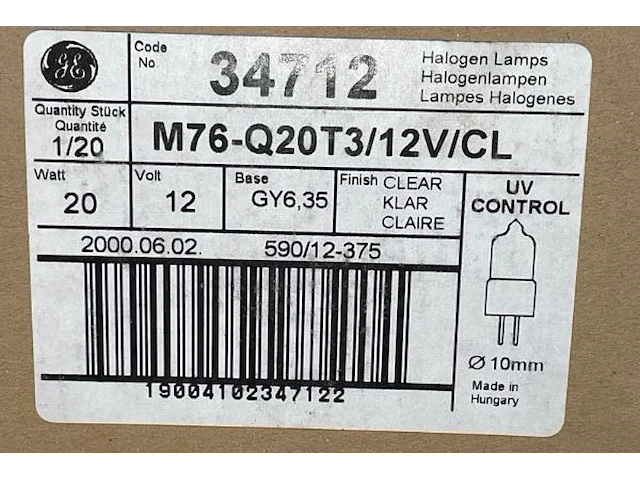 GE
Code
No.
34712
Halogen Lamps
Halogenlampen
Lampes Halogenes
Quantity Stück
Quantité
1/20
M76-Q20T3/12V/CL
Watt
20
Volt
12
Base
GY6,35
Finish CLEAR
KLAR
CLAIRE
UV
CONTROL
2000.06.02.
590/12-375
19004102347122
Ø 10mm
Made in
Hungary